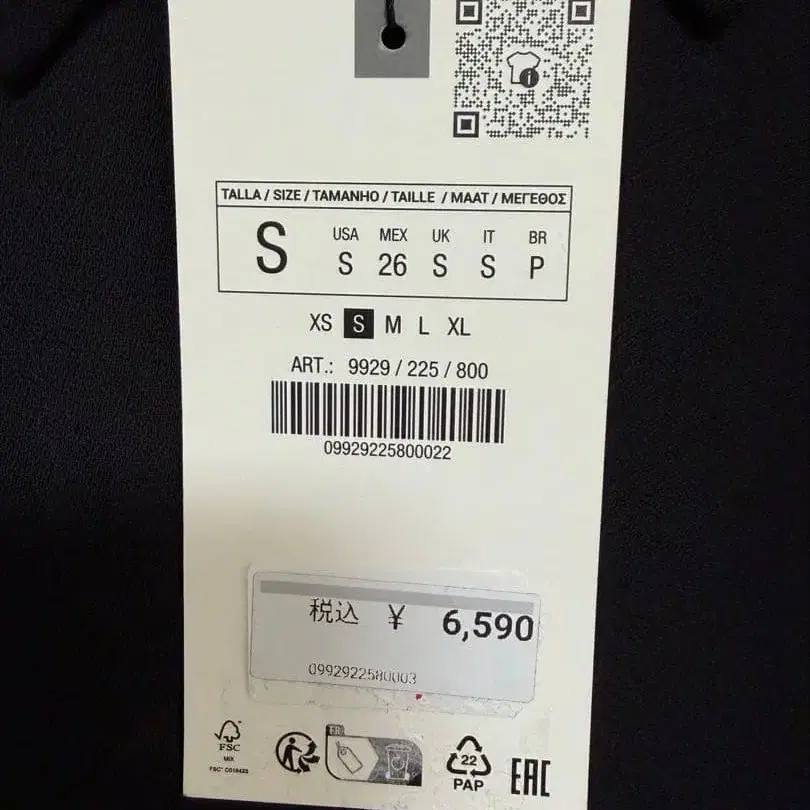 TALLA / SIZE / TAMANHO / TAILLE / MAAT / ΜΕΓΕΘΟΣ
S
USA MEX UK IT BR
S 26 S S P
XS S M L XL
ART.: 9929 / 225 / 800
09929225800022
税込 ¥ 6,590
0992922580003
FSC
MIX
FR
22
PAP
EAC